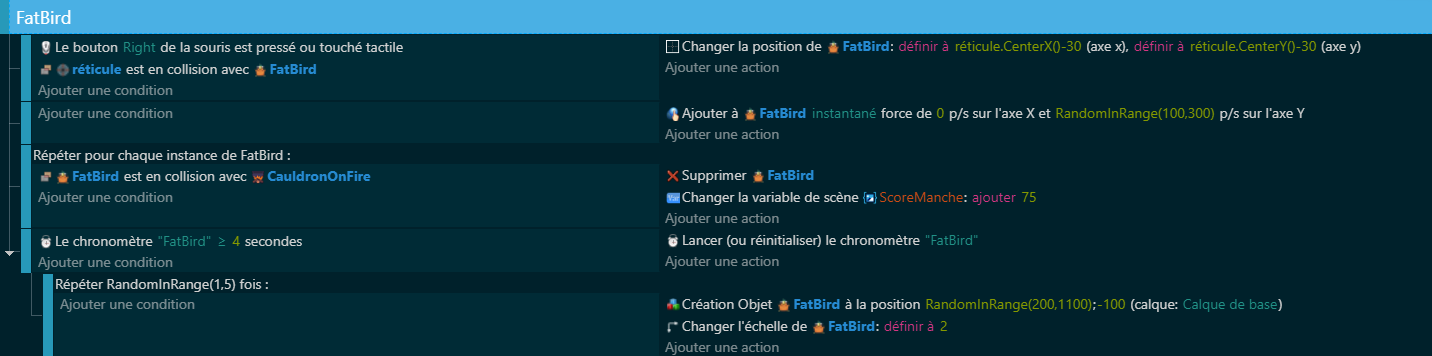 FatBird
Le bouton Right de la souris est pressé ou touché tactile
Changer la position de FatBird: définir à réticule.CenterX()-30 (axe x), définir à réticule.CenterY()-30 (axe y)
réticule est en collision avec FatBird
Ajouter une action
Ajouter une condition
Ajouter une condition
Ajouter à FatBird instantané force de 0 p/s sur l'axe X et RandomInRange(100,300) p/s sur l'axe Y
Ajouter une action
Répéter pour chaque instance de FatBird :
FatBird est en collision avec CauldronOnFire
Supprimer FatBird
Ajouter une condition
Changer la variable de scène ScoreManche: ajouter 75
Ajouter une action
Le chronomètre "FatBird" ≥ 4 secondes
Lancer (ou réinitialiser) le chronomètre "FatBird"
Ajouter une condition
Ajouter une action
Répéter RandomInRange(1,5) fois :
Ajouter une condition
Création Objet FatBird à la position RandomInRange(200,1100);-100 (calque: Calque de base)
Changer l'échelle de FatBird: définir à 2
Ajouter une action